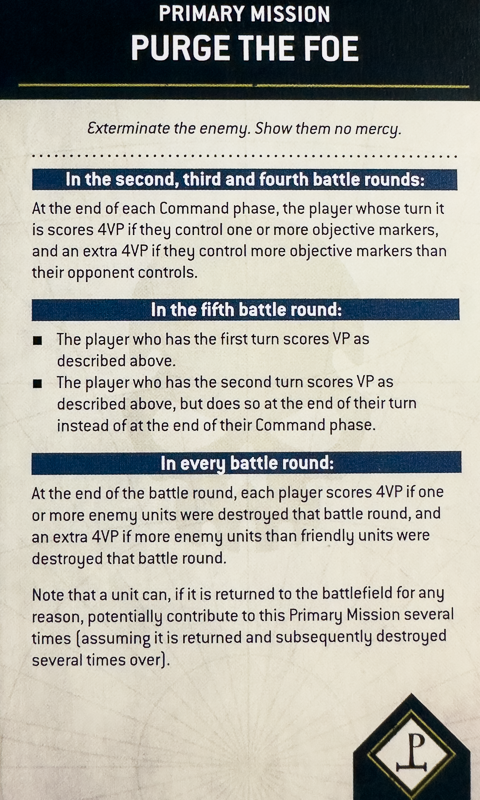 PRIMARY MISSION
PURGE THE FOE
Exterminate the enemy. Show them no mercy.
In the second, third and fourth battle rounds:
At the end of each Command phase, the player whose turn it
is scores 4VP if they control one or more objective markers,
and an extra 4VP if they control more objective markers than
their opponent controls.
In the fifth battle round:
■ The player who has the first turn scores VP as
described above.
■ The player who has the second turn scores VP as
described above, but does so at the end of their turn
instead of at the end of their Command phase.
In every battle round:
At the end of the battle round, each player scores 4VP if one
or more enemy units were destroyed that battle round, and
an extra 4VP if more enemy units than friendly units were
destroyed that battle round.
Note that a unit can, if it is returned to the battlefield for any
reason, potentially contribute to this Primary Mission several
times (assuming it is returned and subsequently destroyed
several times over).
P